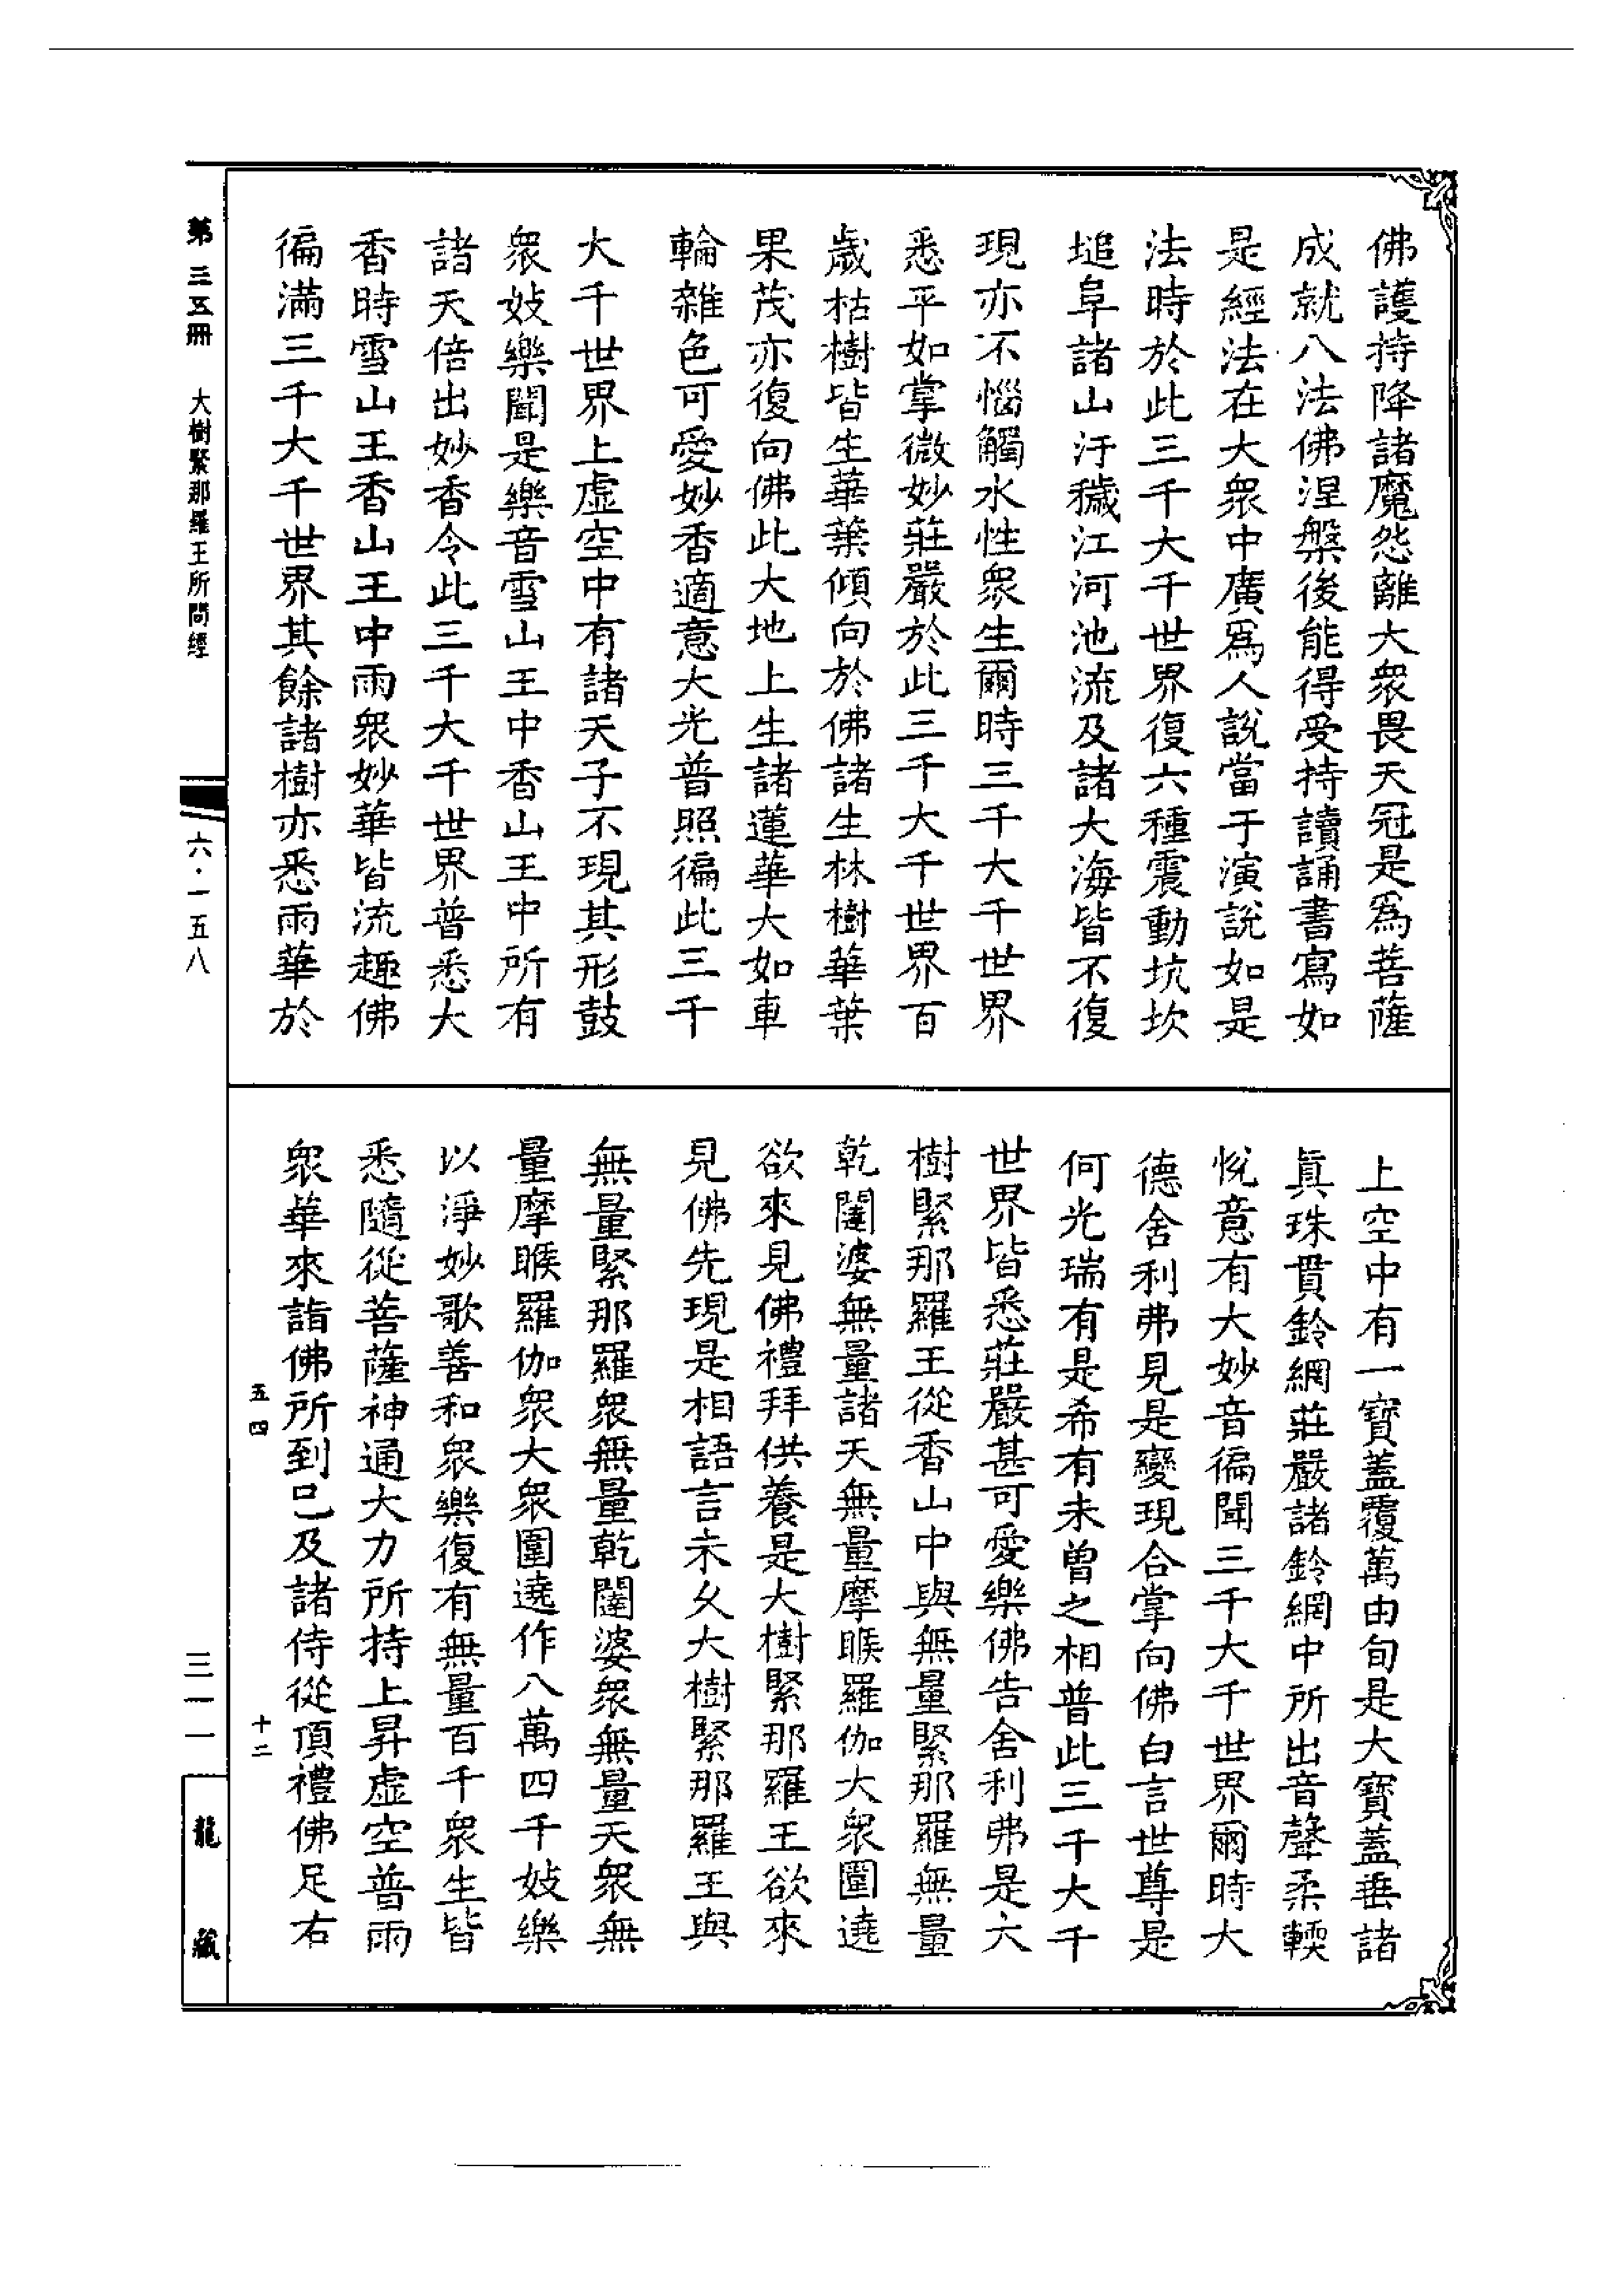 佛護持降諸魔怨離大衆畏天冠是爲菩薩
成就八法佛涅槃後能得受持讀誦書寫如
是經法在大衆中廣爲人說當于演說如是
法時於此三千大千世界復六種震動坑坎
塠阜諸山汙穢江河池流及諸大海皆不復
現亦不惱觸水性衆生爾時三千大千世界
悉平如掌微妙莊嚴於此三千大千世界百
歲枯樹皆生華葉傾向於佛諸生林樹華葉
果茂亦復向佛此大地上生諸蓮華大如車
輪雜色可愛妙香適意大光普照徧此三千
大千世界上虛空中有諸天子不現其形鼓
衆妓樂聞是樂音雪山王中香山王中所有
諸天倍出妙香令此三千大千世界普悉大
香時雪山王香山王中雨衆妙華皆流趣佛
徧滿三千大千世界其餘諸樹亦悉雨華於
上空中有一寶蓋覆萬由旬是大寶蓋垂諸
眞珠貫鈴網莊嚴諸鈴網中所出音聲柔輭
悅意有大妙音徧聞三千大千世界爾時大
德舍利弗見是變現合掌向佛白言世尊是
何光瑞有是希有未曾之相普此三千大千
世界皆悉莊嚴甚可愛樂佛告舍利弗是大
樹緊那羅王從香山中與無量緊那羅無量
乾闥婆無量諸天無量摩睺羅伽大衆圍遶
欲來見佛禮拜供養是大樹緊那羅王欲來
見佛先現是相語言未久大樹緊那羅王與
無量緊那羅衆無量乾闥婆衆無量天衆無
量摩睺羅伽衆大衆圍遶作八萬四千妓樂
以淨妙歌善和衆樂復有無量百千衆生皆
悉隨從菩薩神通大力所持上昇虛空普雨
衆華來詣佛所到已及諸侍從頂禮佛足右
五四 十二
第三五冊 大樹緊那羅王所問經
六·一五八
三一一
龍藏